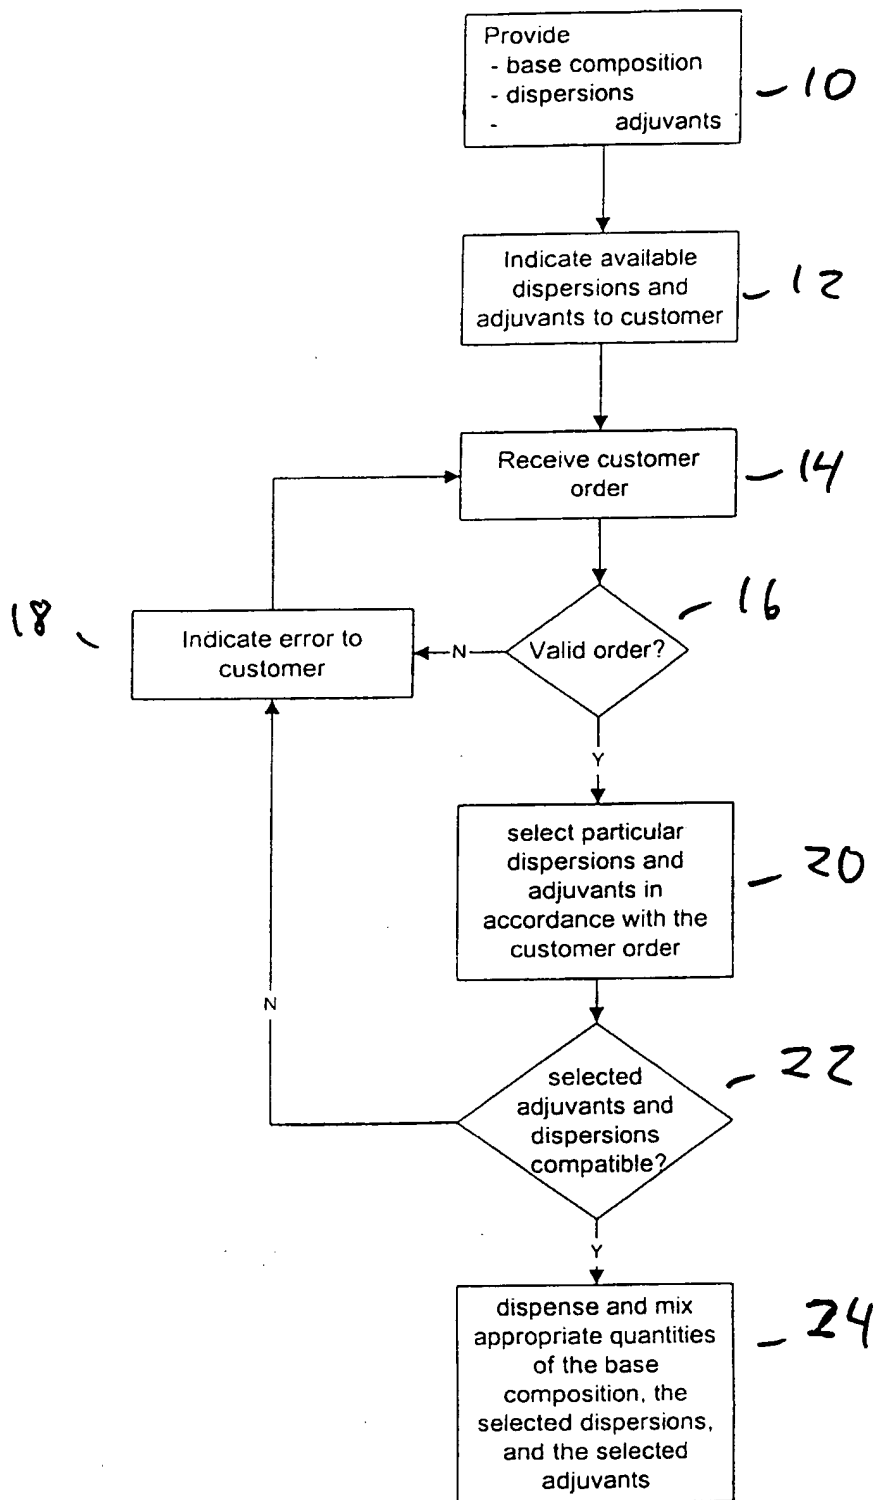 Provide
- base composition
- dispersions
- adjuvants
10
Indicate available
dispersions and
adjuvants to customer
12
Receive customer
order
14
16
Valid order?
N
18
Indicate error to
customer
Y
select particular
dispersions and
adjuvants in
accordance with the
customer order
20
N
selected
adjuvants and
dispersions
compatible?
22
Y
dispense and mix
appropriate quantities
of the base
composition, the
selected dispersions,
and the selected
adjuvants
24